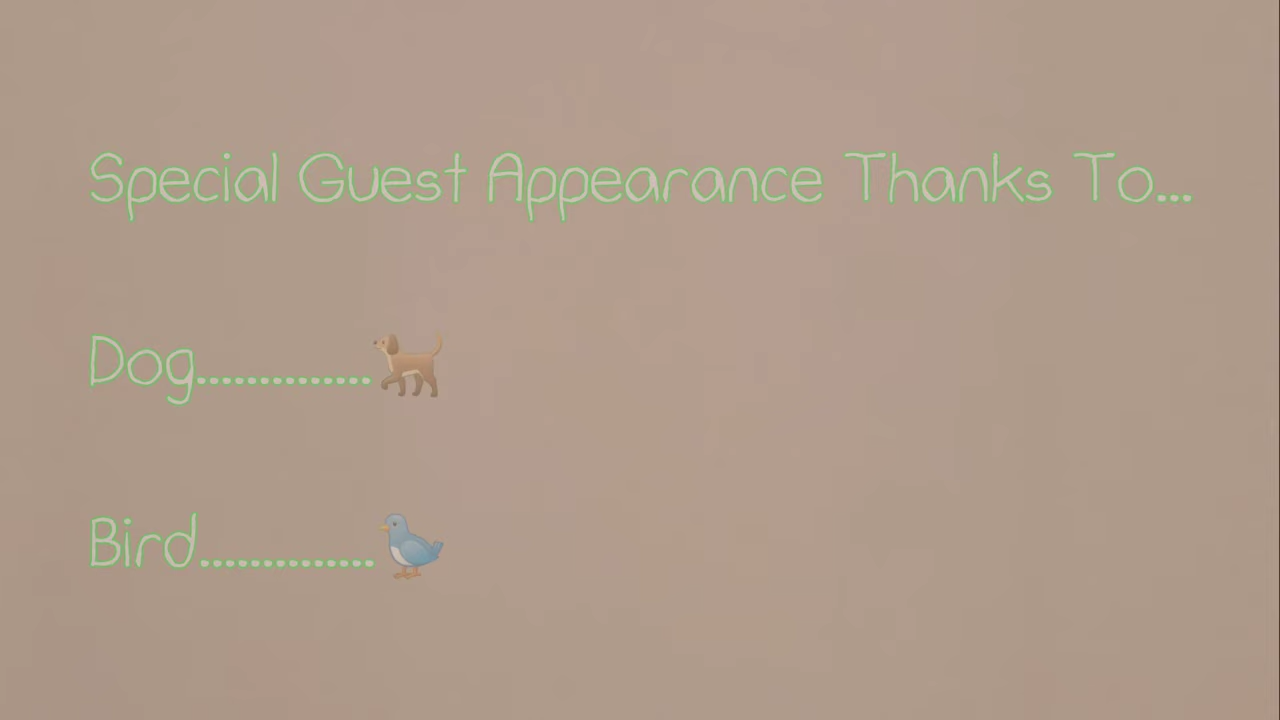 Special Guest Appearance Thanks To...
Dog..............🐕
Bird..............🐦